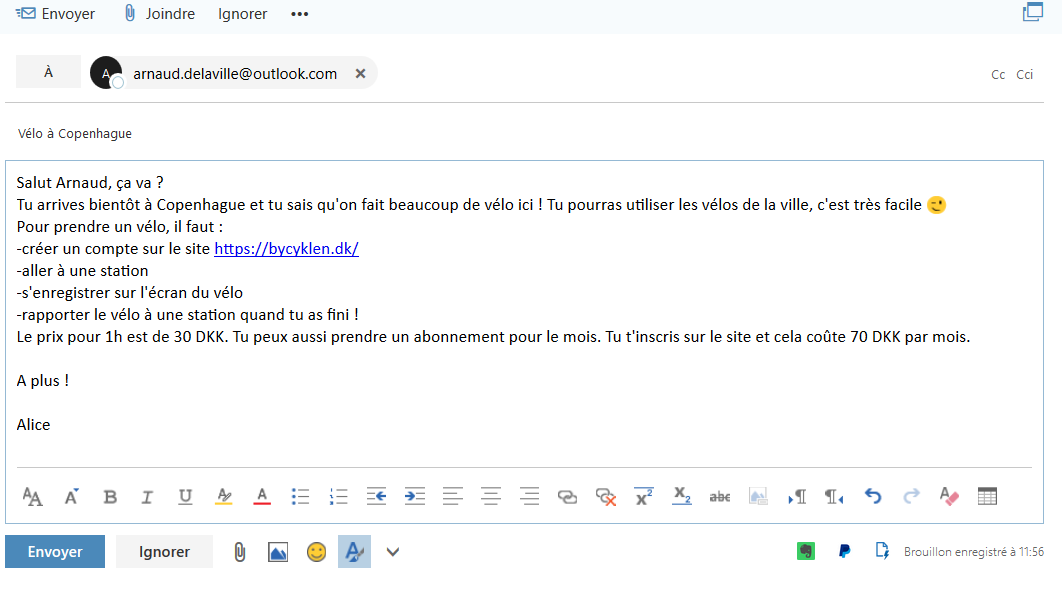 Envoyer Joindre Ignorer •••
À A arnaud.delaville@outlook.com × Cc Cci
Vélo à Copenhague
Salut Arnaud, ça va ?
Tu arrives bientôt à Copenhague et tu sais qu'on fait beaucoup de vélo ici ! Tu pourras utiliser les vélos de la ville, c'est très facile 😉
Pour prendre un vélo, il faut :
-créer un compte sur le site https://bycyklen.dk/
-aller à une station
-s'enregistrer sur l'écran du vélo
-rapporter le vélo à une station quand tu as fini !
Le prix pour 1h est de 30 DKK. Tu peux aussi prendre un abonnement pour le mois. Tu t'inscris sur le site et cela coûte 70 DKK par mois.
A plus !
Alice
AA A B I U A A X² X₂ abc A
Envoyer Ignorer A Brouillon enregistré à 11:56